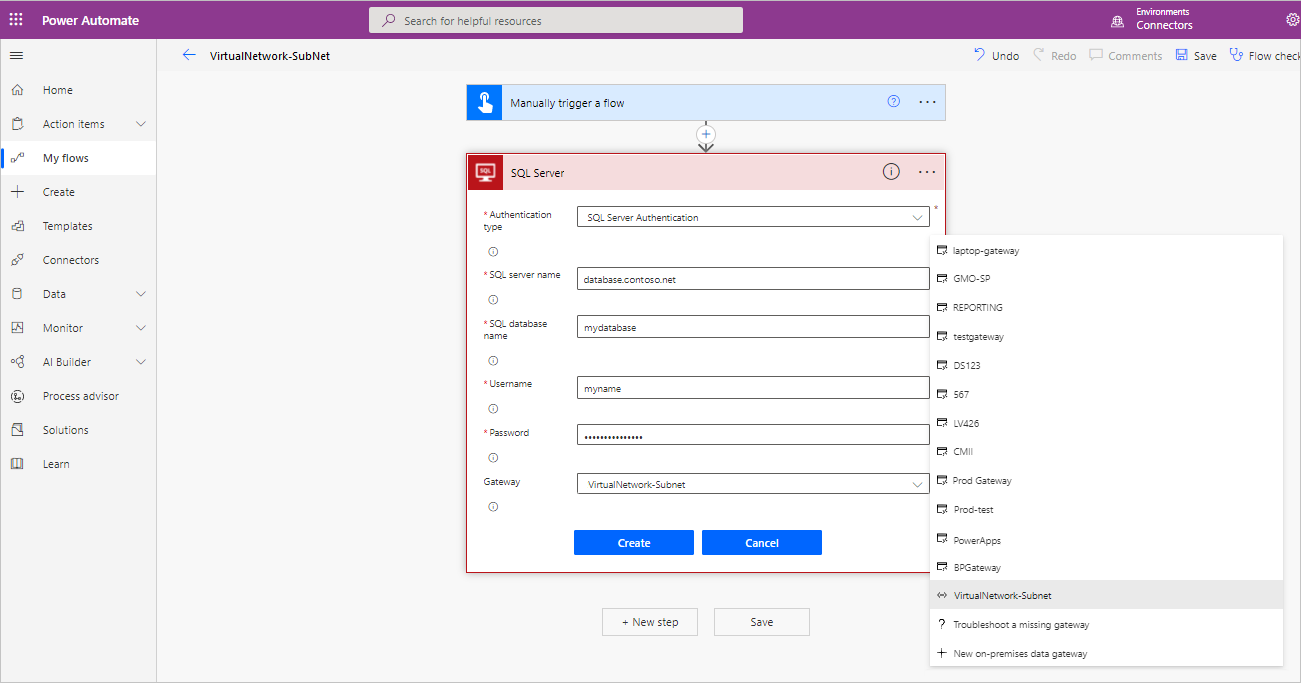 Power Automate
Search for helpful resources
Environments
Connectors
VirtualNetwork-SubNet
Undo
Redo
Comments
Save
Flow check
Home
Action items
My flows
Create
Templates
Connectors
Data
Monitor
AI Builder
Process advisor
Solutions
Learn
Manually trigger a flow
?
SQL
SQL Server
* Authentication
type
SQL Server Authentication
*
* SQL server name
database.contoso.net
* SQL database
name
mydatabase
* Username
myname
* Password
•••••••••••••••
Gateway
VirtualNetwork-Subnet
Create
Cancel
+ New step
Save
laptop-gateway
GMO-SP
REPORTING
testgateway
DS123
567
LV426
CMII
Prod Gateway
Prod-test
PowerApps
BPGateway
VirtualNetwork-Subnet
? Troubleshoot a missing gateway
+ New on-premises data gateway